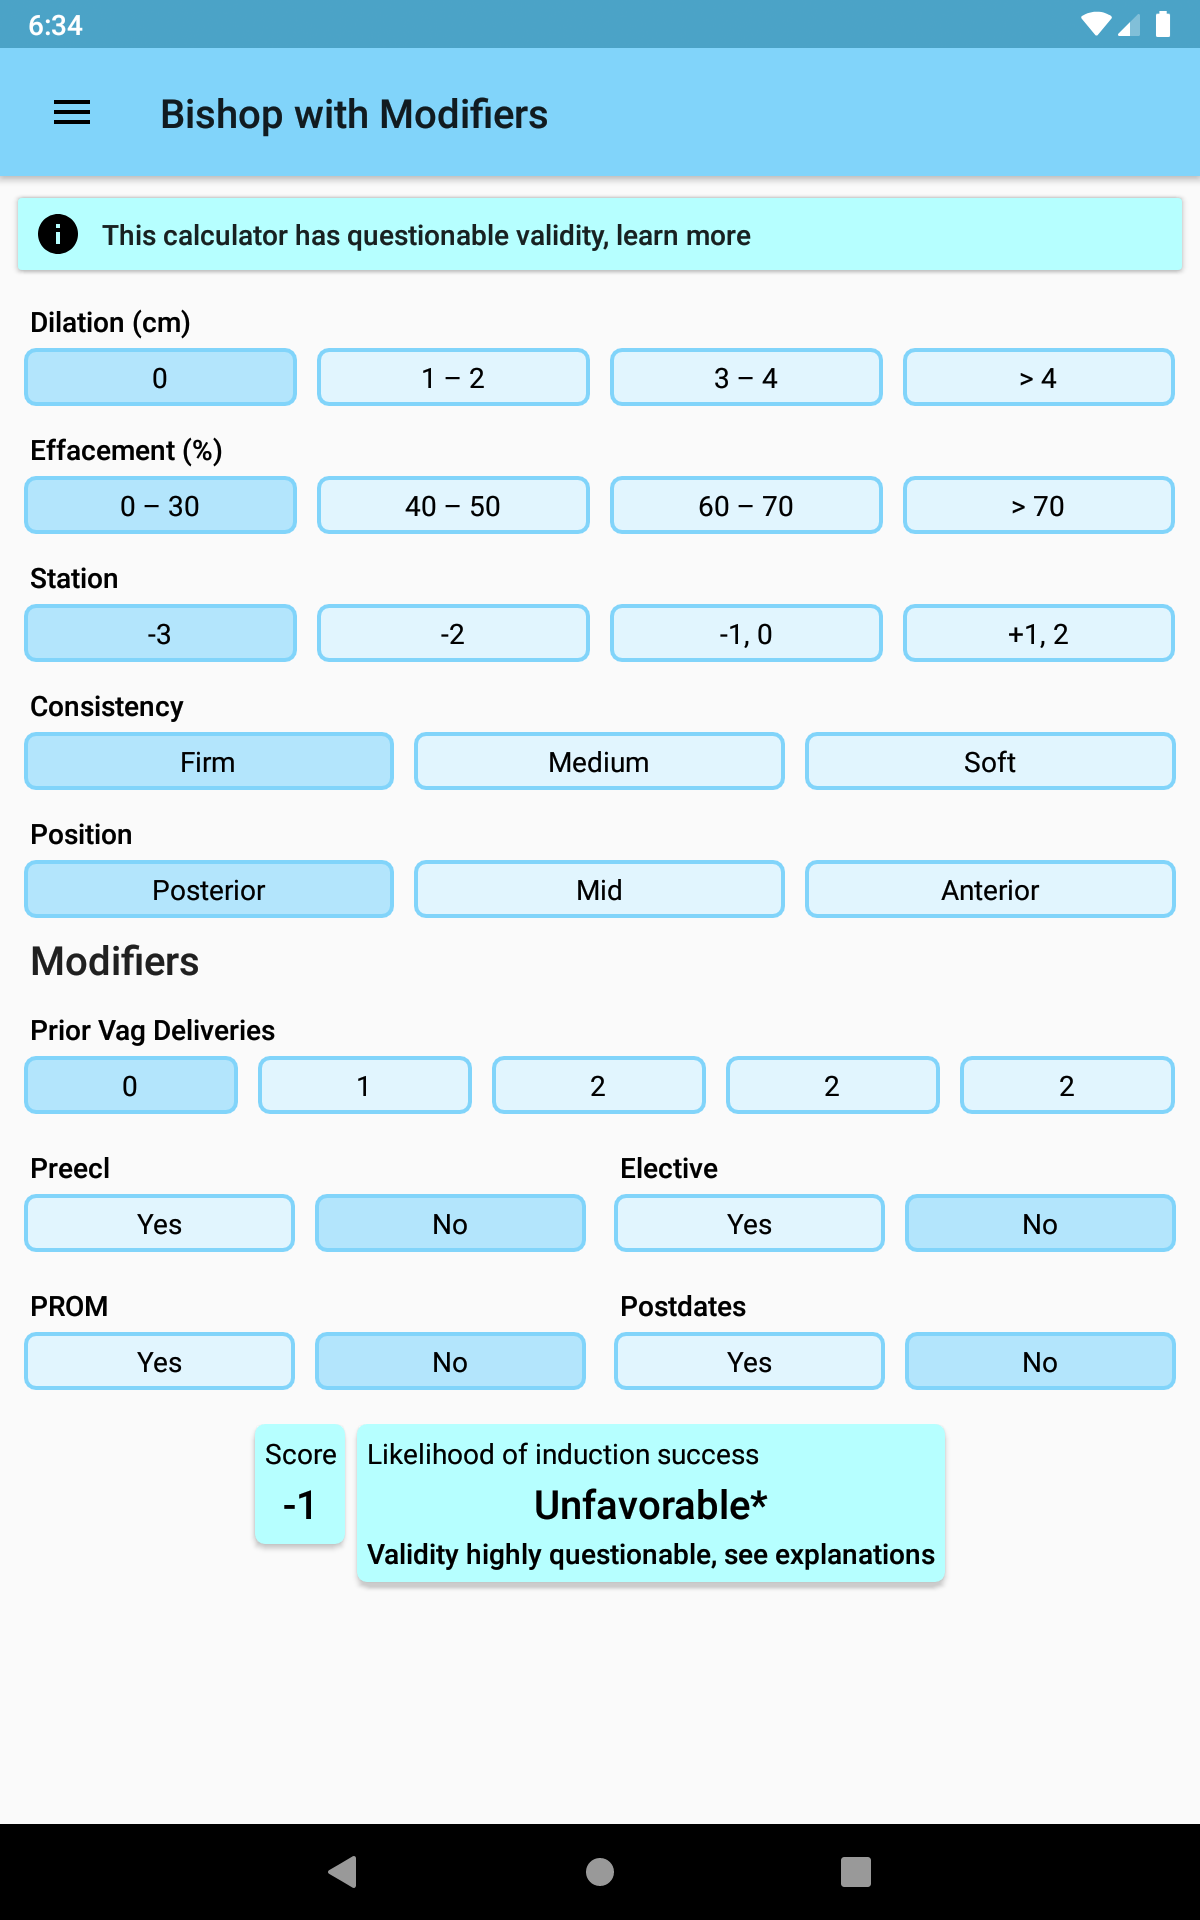 6:34
Bishop with Modifiers
This calculator has questionable validity, learn more
Dilation (cm)
0 1 – 2 3 – 4 > 4
Effacement (%)
0 – 30 40 – 50 60 – 70 > 70
Station
-3 -2 -1, 0 +1, 2
Consistency
Firm Medium Soft
Position
Posterior Mid Anterior
Modifiers
Prior Vag Deliveries
0 1 2 2 2
Preecl Elective
Yes No Yes No
PROM Postdates
Yes No Yes No
Score Likelihood of induction success
-1 Unfavorable*
Validity highly questionable, see explanations